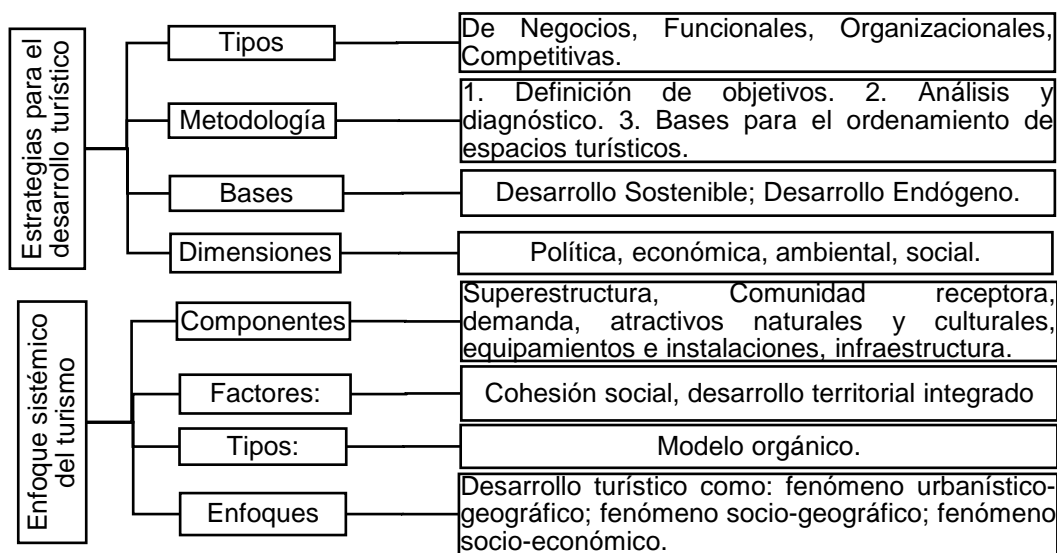 Estrategias para el
desarrollo turístico
Tipos
De Negocios, Funcionales, Organizacionales,
Competitivas.
Metodología
1. Definición de objetivos. 2. Análisis y
diagnóstico. 3. Bases para el ordenamiento de
espacios turísticos.
Bases
Desarrollo Sostenible; Desarrollo Endógeno.
Dimensiones
Política, económica, ambiental, social.
Enfoque sistémico
del turismo
Componentes
Superestructura, Comunidad receptora,
demanda, atractivos naturales y culturales,
equipamientos e instalaciones, infraestructura.
Factores:
Cohesión social, desarrollo territorial integrado
Tipos:
Modelo orgánico.
Enfoques
Desarrollo turístico como: fenómeno urbanístico-
geográfico; fenómeno socio-geográfico; fenómeno
socio-económico.